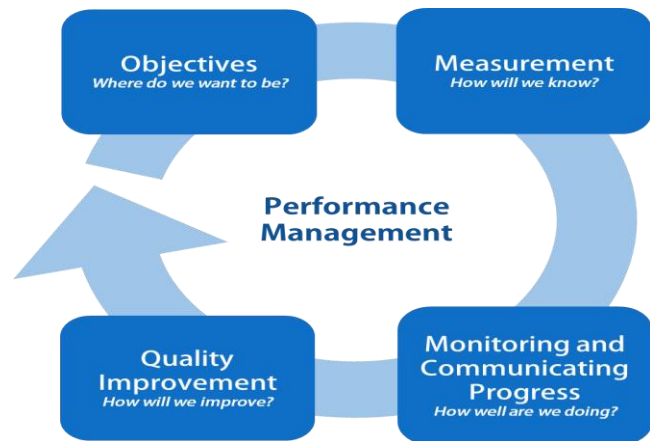 Objectives
Where do we want to be?
Measurement
How will we know?
Performance
Management
Quality
Improvement
How will we improve?
Monitoring and
Communicating
Progress
How well are we doing?